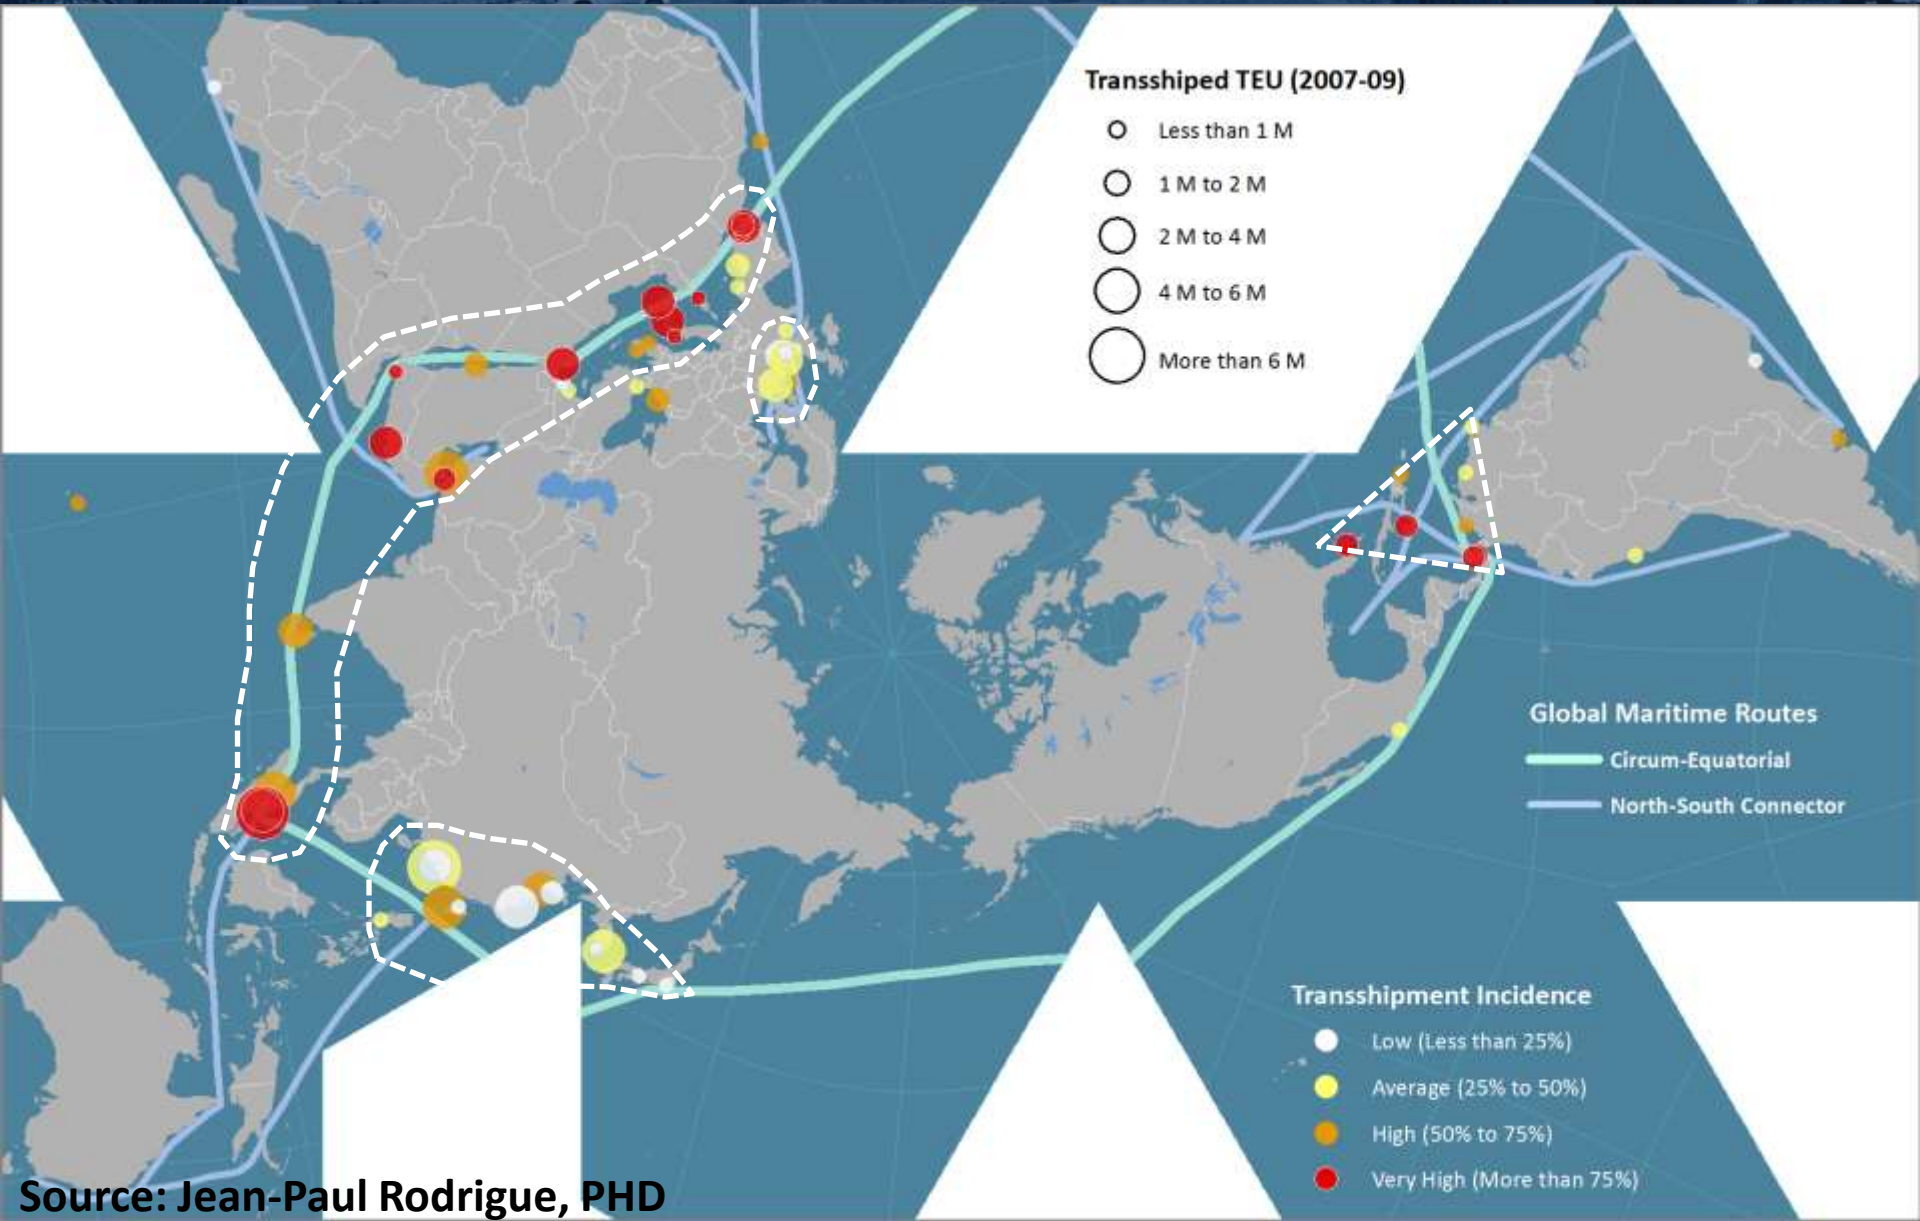 Transshiped TEU (2007-09)
Less than 1 M
1 M to 2 M
2 M to 4 M
4 M to 6 M
More than 6 M
Global Maritime Routes
Circum-Equatorial
North-South Connector
Transshipment Incidence
Low (Less than 25%)
Average (25% to 50%)
High (50% to 75%)
Very High (More than 75%)
Source: Jean-Paul Rodrigue, PHD